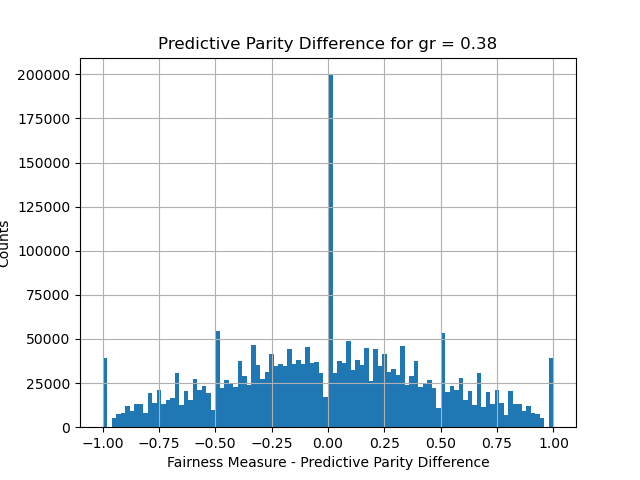 Predictive Parity Difference for gr = 0.38
200000
175000
150000
125000
100000
75000
50000
25000
0
Counts
−1.00 −0.75 −0.50 −0.25 0.00 0.25 0.50 0.75 1.00
Fairness Measure - Predictive Parity Difference